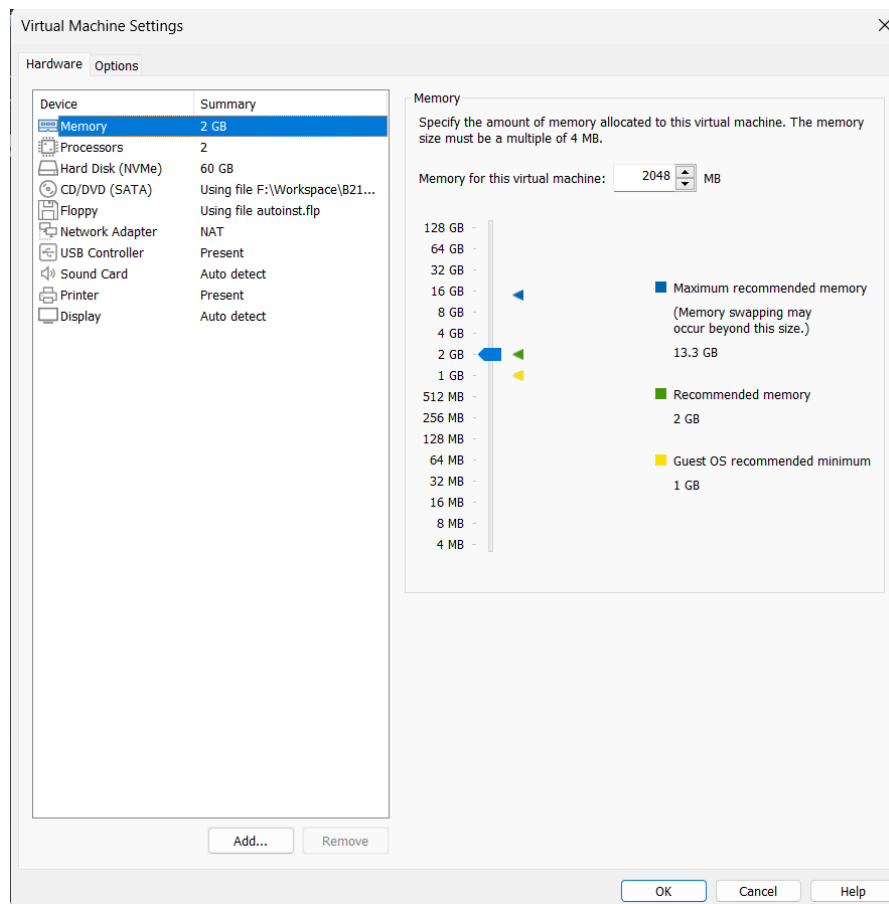 Virtual Machine Settings
Hardware Options
Device Summary
Memory 2 GB
Processors 2
Hard Disk (NVMe) 60 GB
CD/DVD (SATA) Using file F:\Workspace\B21...
Floppy Using file autoinst.flp
Network Adapter NAT
USB Controller Present
Sound Card Auto detect
Printer Present
Display Auto detect
Add... Remove
Memory
Specify the amount of memory allocated to this virtual machine. The memory
size must be a multiple of 4 MB.
Memory for this virtual machine: 2048 MB
128 GB
64 GB
32 GB
16 GB
8 GB
4 GB
2 GB
1 GB
512 MB
256 MB
128 MB
64 MB
32 MB
16 MB
8 MB
4 MB
Maximum recommended memory
(Memory swapping may
occur beyond this size.)
13.3 GB
Recommended memory
2 GB
Guest OS recommended minimum
1 GB
OK Cancel Help